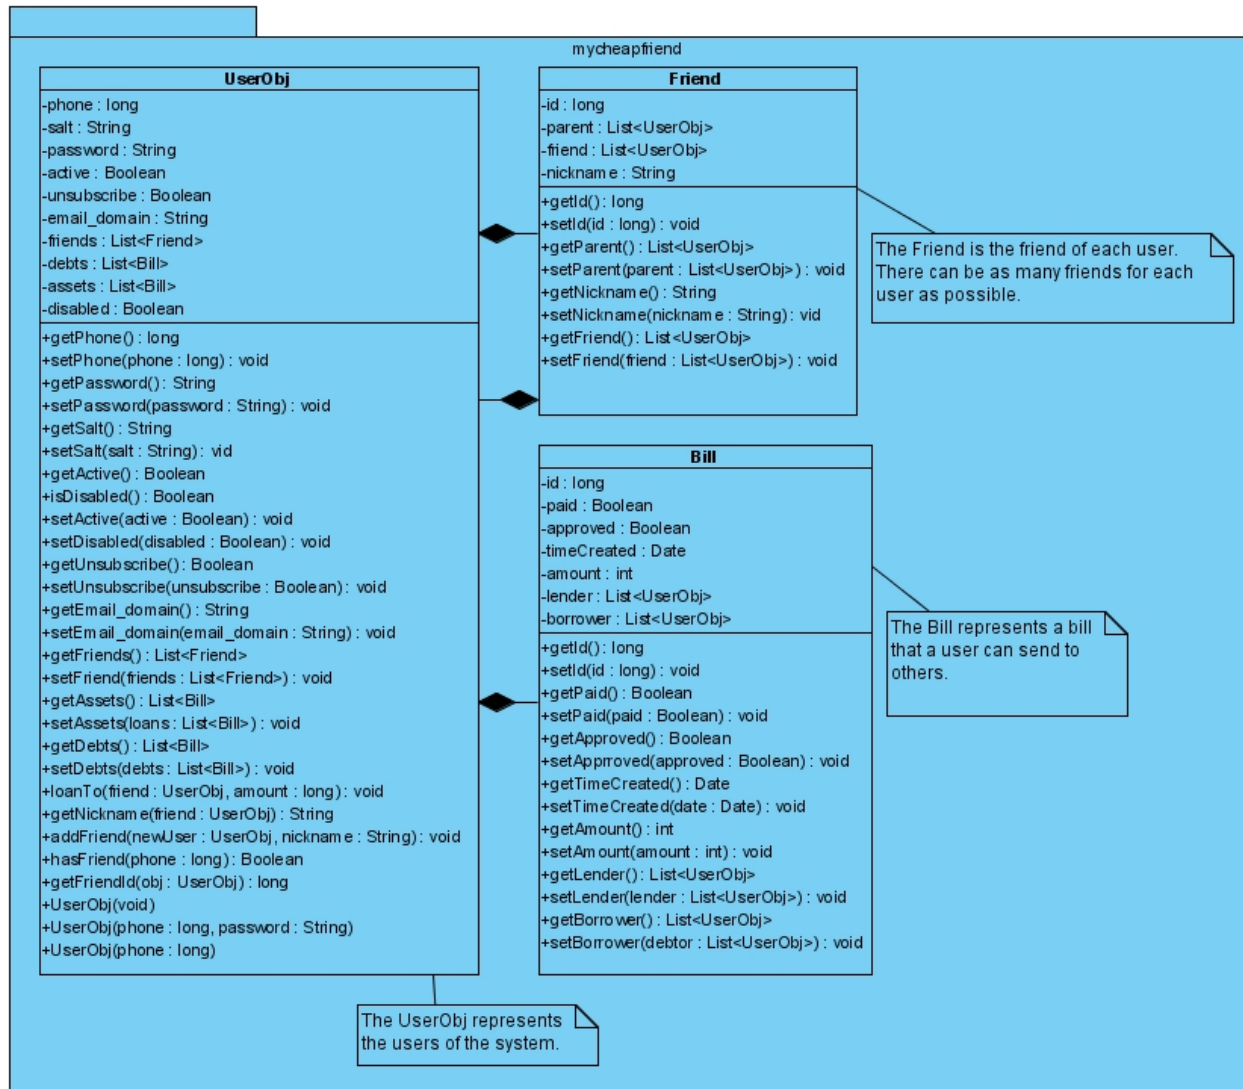 mycheapfriend
UserObj
-phone : long
-salt : String
-password : String
-active : Boolean
-unsubscribe : Boolean
-email_domain : String
-friends : List<Friend>
-debts : List<Bill>
-assets : List<Bill>
-disabled : Boolean
+getPhone() : long
+setPhone(phone : long) : void
+getPassword() : String
+setPassword(password : String) : void
+getSalt() : String
+setSalt(salt : String) : vid
+getActive() : Boolean
+isDisabled() : Boolean
+setActive(active : Boolean) : void
+setDisabled(disabled : Boolean) : void
+getUnsubscribe() : Boolean
+setUnsubscribe(unsubscribe : Boolean) : void
+getEmail_domain() : String
+setEmail_domain(email_domain : String) : void
+getFriends() : List<Friend>
+setFriend(friends : List<Friend>) : void
+getAssets() : List<Bill>
+setAssets(loans : List<Bill>) : void
+getDebts() : List<Bill>
+setDebts(debts : List<Bill>) : void
+loanTo(friend : UserObj, amount : long) : void
+getNickname(friend : UserObj) : String
+addFriend(newUser : UserObj, nickname : String) : void
+hasFriend(phone : long) : Boolean
+getFriendId(obj : UserObj) : long
+UserObj(void)
+UserObj(phone : long, password : String)
+UserObj(phone : long)
Friend
-id : long
-parent : List<UserObj>
-friend : List<UserObj>
-nickname : String
+getId() : long
+setId(id : long) : void
+getParent() : List<UserObj>
+setParent(parent : List<UserObj>) : void
+getNickname() : String
+setNickname(nickname : String) : vid
+getFriend() : List<UserObj>
+setFriend(friend : List<UserObj>) : void
The Friend is the friend of each user.
There can be as many friends for each
user as possible.
Bill
-id : long
-paid : Boolean
-approved : Boolean
-timeCreated : Date
-amount : int
-lender : List<UserObj>
-borrower : List<UserObj>
+getId() : long
+setId(id : long) : void
+getPaid() : Boolean
+setPaid(paid : Boolean) : void
+getApproved() : Boolean
+setApprroved(approved : Boolean) : void
+getTimeCreated() : Date
+setTimeCreated(date : Date) : void
+getAmount() : int
+setAmount(amount : int) : void
+getLender() : List<UserObj>
+setLender(lender : List<UserObj>) : void
+getBorrower() : List<UserObj>
+setBorrower(debtor : List<UserObj>) : void
The Bill represents a bill
that a user can send to
others.
The UserObj represents
the users of the system.